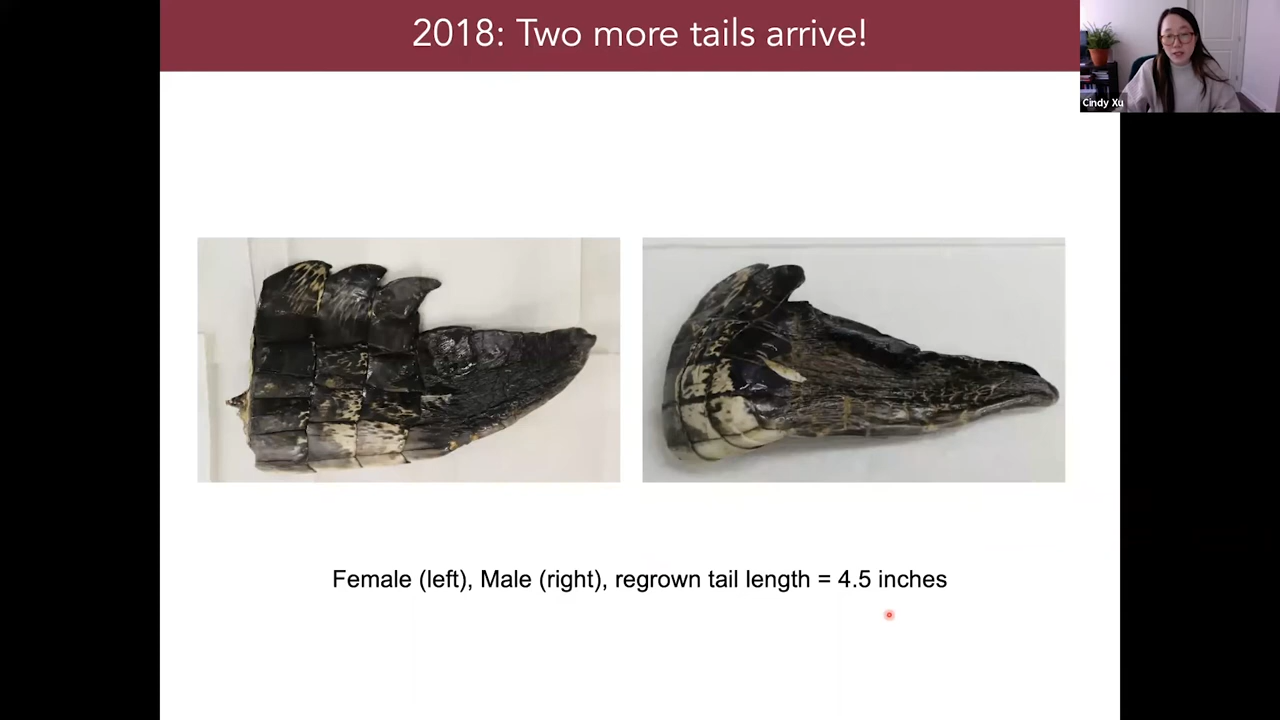 2018: Two more tails arrive!
Cindy Xu
Female (left), Male (right), regrown tail length = 4.5 inches